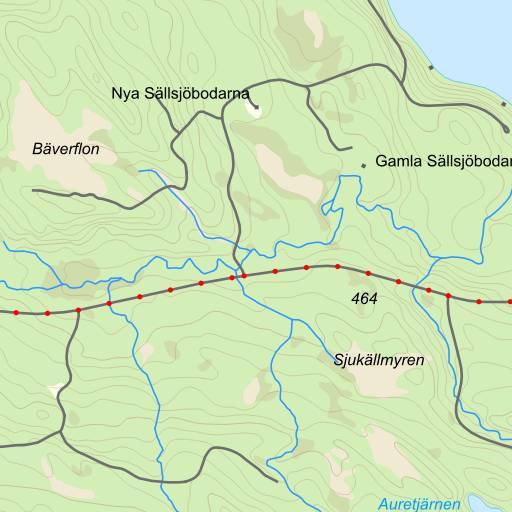 Nya Sällsjöbodarna
Bäverflon
Gamla Sällsjöbodar
464
Sjukällmyren
Auretjärnen